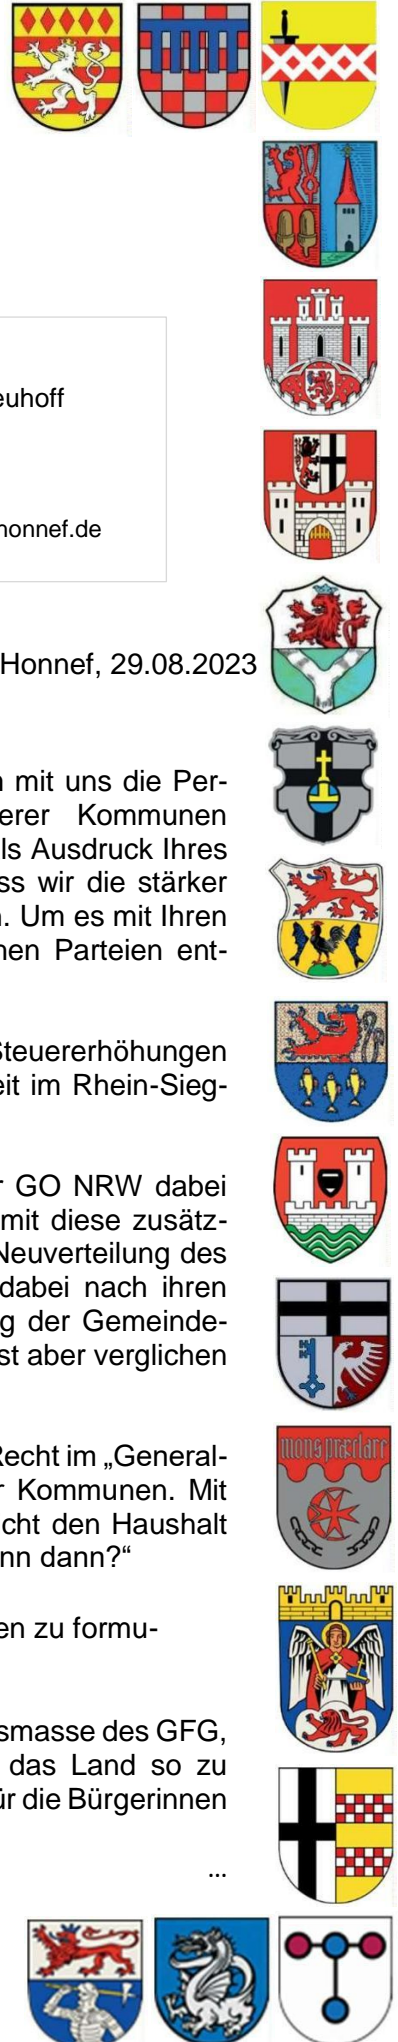 euhoff
honnef.de
Honnef, 29.08.2023
n mit uns die Per-
erer Kommunen
ls Ausdruck Ihres
ss wir die stärker
n. Um es mit Ihren
nen Parteien ent-
Steuererhöhungen
eit im Rhein-Sieg-
r GO NRW dabei
mit diese zusätz-
Neuverteilung des
dabei nach ihren
g der Gemeinde-
st aber verglichen
Recht im „General-
r Kommunen. Mit
icht den Haushalt
nn dann?“
mons præclarr
en zu formu-
smasse des GFG,
das Land so zu
ür die Bürgerinnen
...